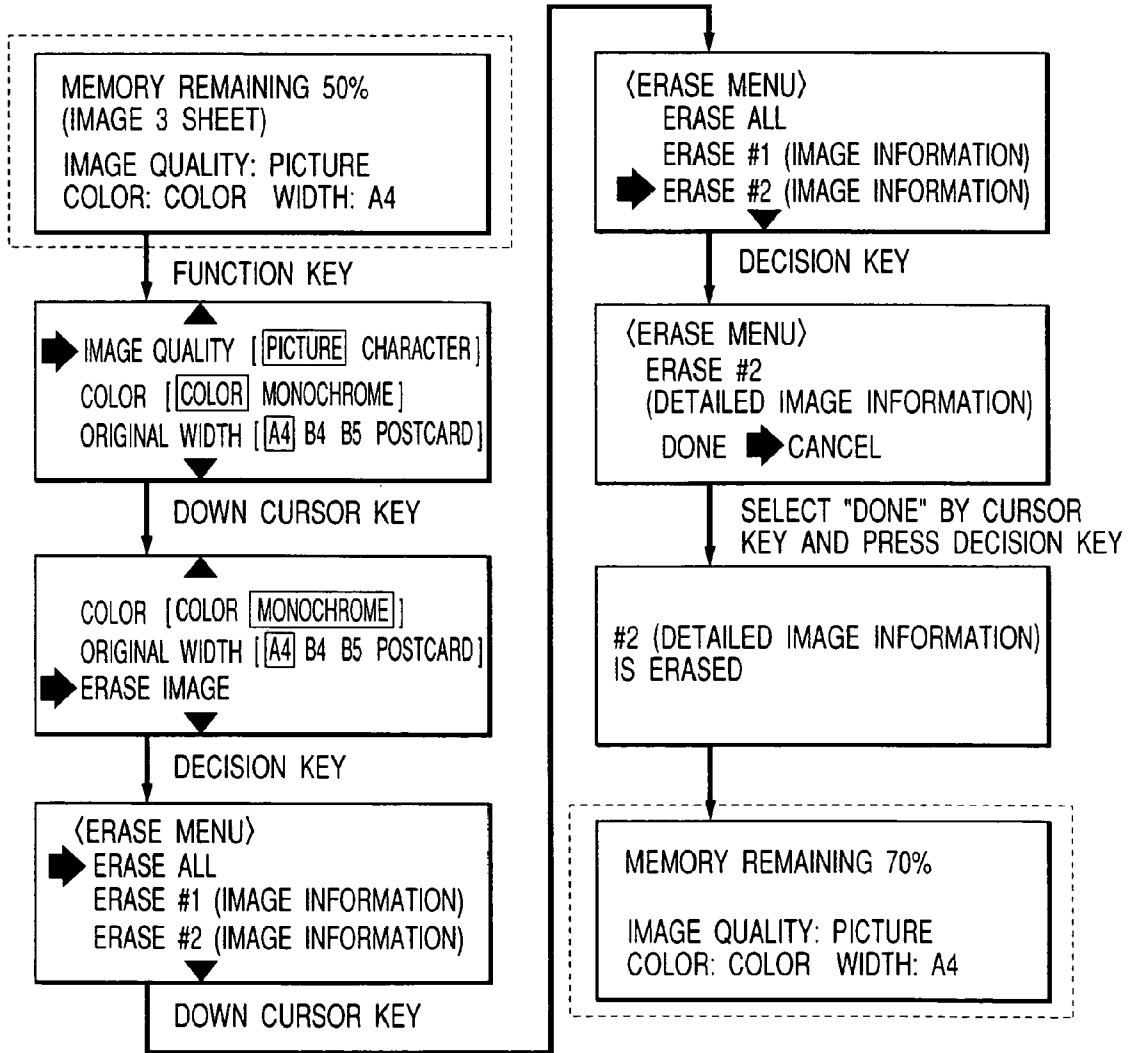 MEMORY REMAINING 50%
(IMAGE 3 SHEET)
IMAGE QUALITY: PICTURE
COLOR: COLOR WIDTH: A4
FUNCTION KEY
IMAGE QUALITY [PICTURE CHARACTER]
COLOR [COLOR MONOCHROME]
ORIGINAL WIDTH [A4 B4 B5 POSTCARD]
DOWN CURSOR KEY
COLOR [COLOR MONOCHROME]
ORIGINAL WIDTH [A4 B4 B5 POSTCARD]
ERASE IMAGE
DECISION KEY
〈ERASE MENU〉
ERASE ALL
ERASE #1 (IMAGE INFORMATION)
ERASE #2 (IMAGE INFORMATION)
DOWN CURSOR KEY
〈ERASE MENU〉
ERASE ALL
ERASE #1 (IMAGE INFORMATION)
ERASE #2 (IMAGE INFORMATION)
DECISION KEY
〈ERASE MENU〉
ERASE #2
(DETAILED IMAGE INFORMATION)
DONE CANCEL
SELECT "DONE" BY CURSOR
KEY AND PRESS DECISION KEY
#2 (DETAILED IMAGE INFORMATION)
IS ERASED
MEMORY REMAINING 70%
IMAGE QUALITY: PICTURE
COLOR: COLOR WIDTH: A4